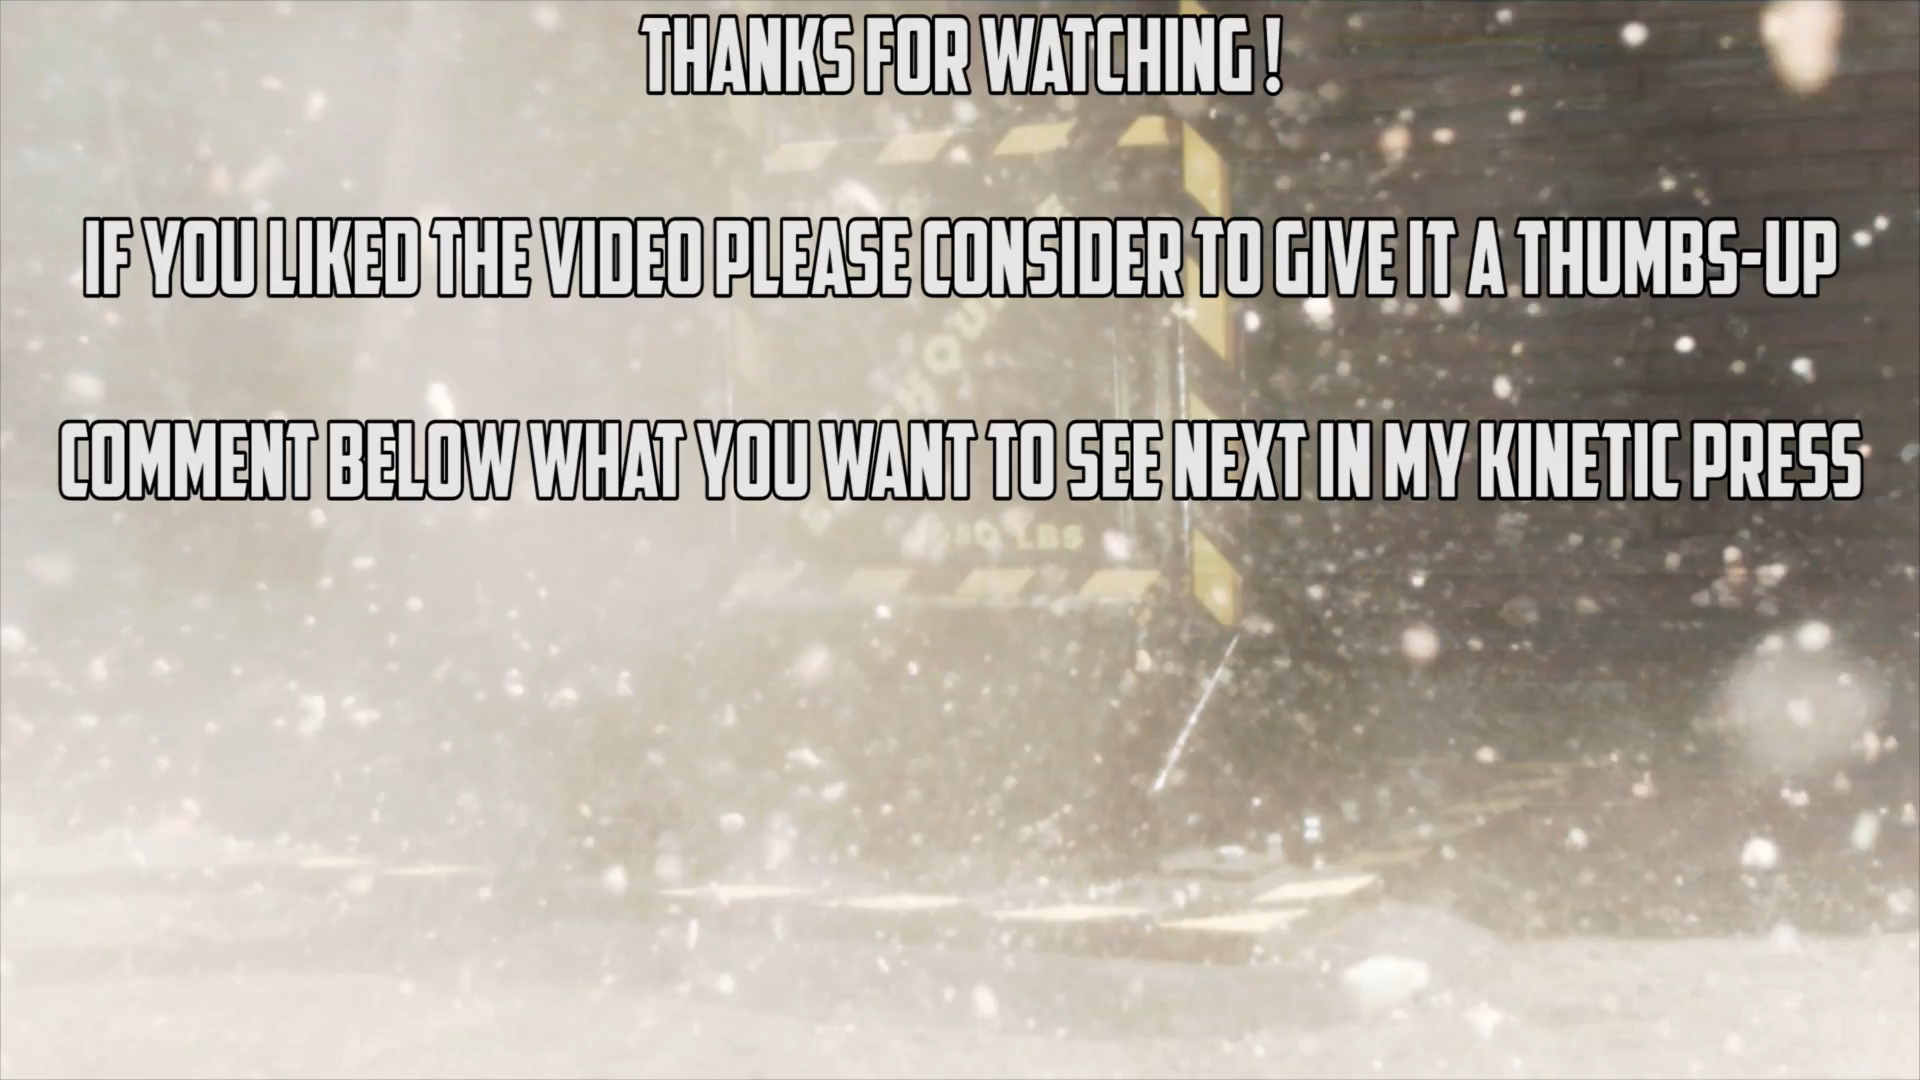 THANKS FOR WATCHING !
IF YOU LIKED THE VIDEO PLEASE CONSIDER TO GIVE IT A THUMBS-UP
COMMENT BELOW WHAT YOU WANT TO SEE NEXT IN MY KINETIC PRESS
LBS